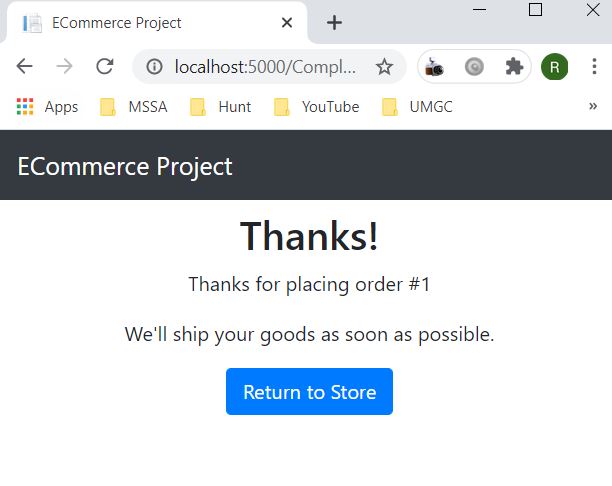 ECommerce Project
localhost:5000/Compl...
R
Apps MSSA Hunt YouTube UMGC »
ECommerce Project
Thanks!
Thanks for placing order #1
We'll ship your goods as soon as possible.
Return to Store